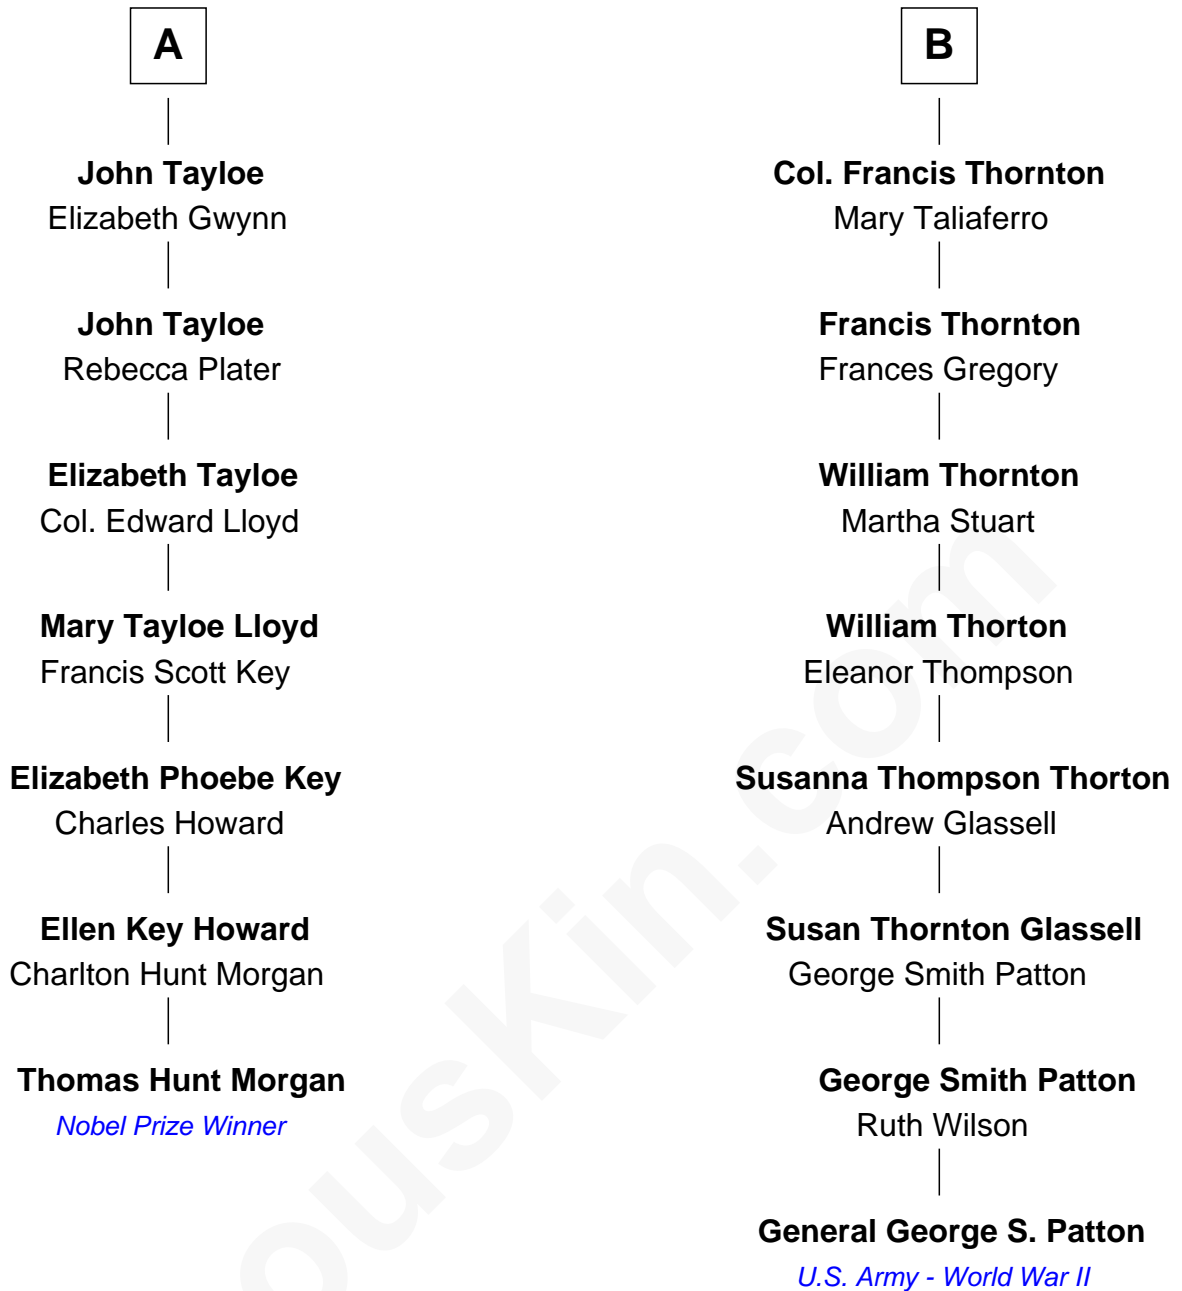 A
John Tayloe
Elizabeth Gwynn
John Tayloe
Rebecca Plater
Elizabeth Tayloe
Col. Edward Lloyd
Mary Tayloe Lloyd
Francis Scott Key
Elizabeth Phoebe Key
Charles Howard
Ellen Key Howard
Charlton Hunt Morgan
Thomas Hunt Morgan
Nobel Prize Winner
B
Col. Francis Thornton
Mary Taliaferro
Francis Thornton
Frances Gregory
William Thornton
Martha Stuart
William Thorton
Eleanor Thompson
Susanna Thompson Thorton
Andrew Glassell
Susan Thornton Glassell
George Smith Patton
George Smith Patton
Ruth Wilson
General George S. Patton
U.S. Army - World War II
ousKin.com